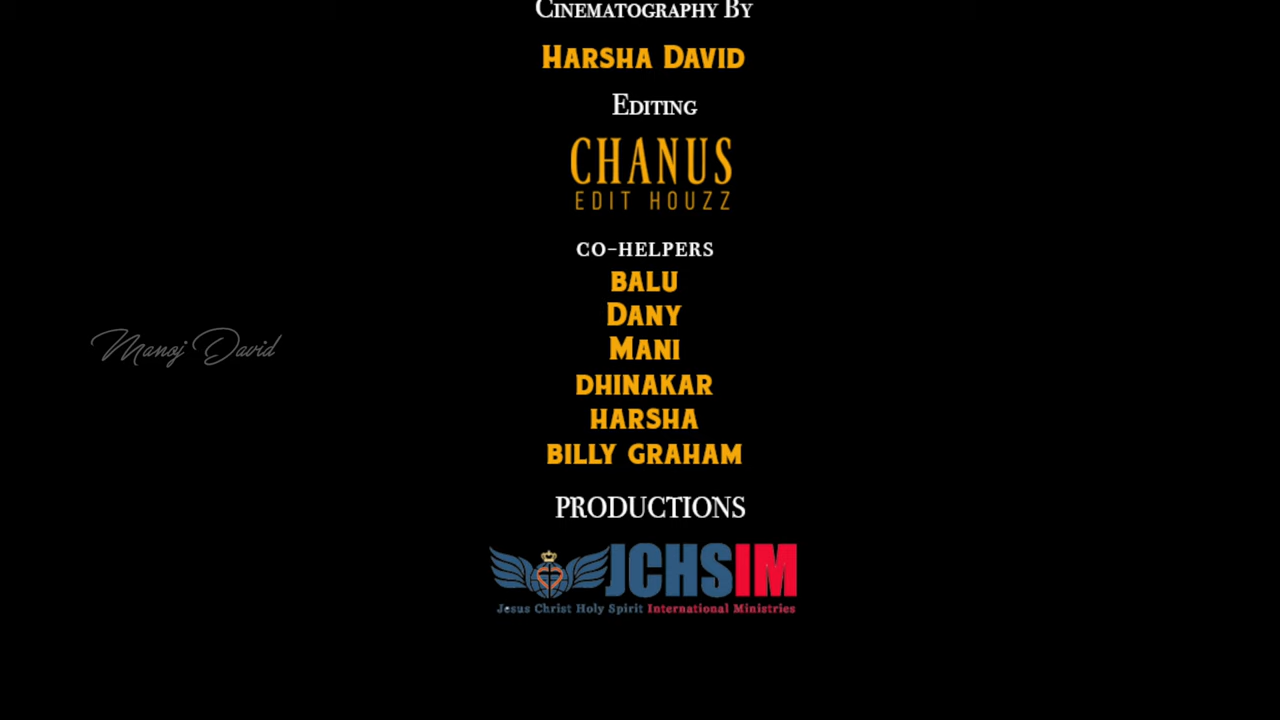 Cinematography By
Harsha David
Editing
CHANUS
EDIT HOUZZ
CO-HELPERS
BALU
Dany
Mani
DHINAKAR
HARSHA
BILLY GRAHAM
Manoj David
PRODUCTIONS
JCHSIM
Jesus Christ Holy Spirit International Ministries